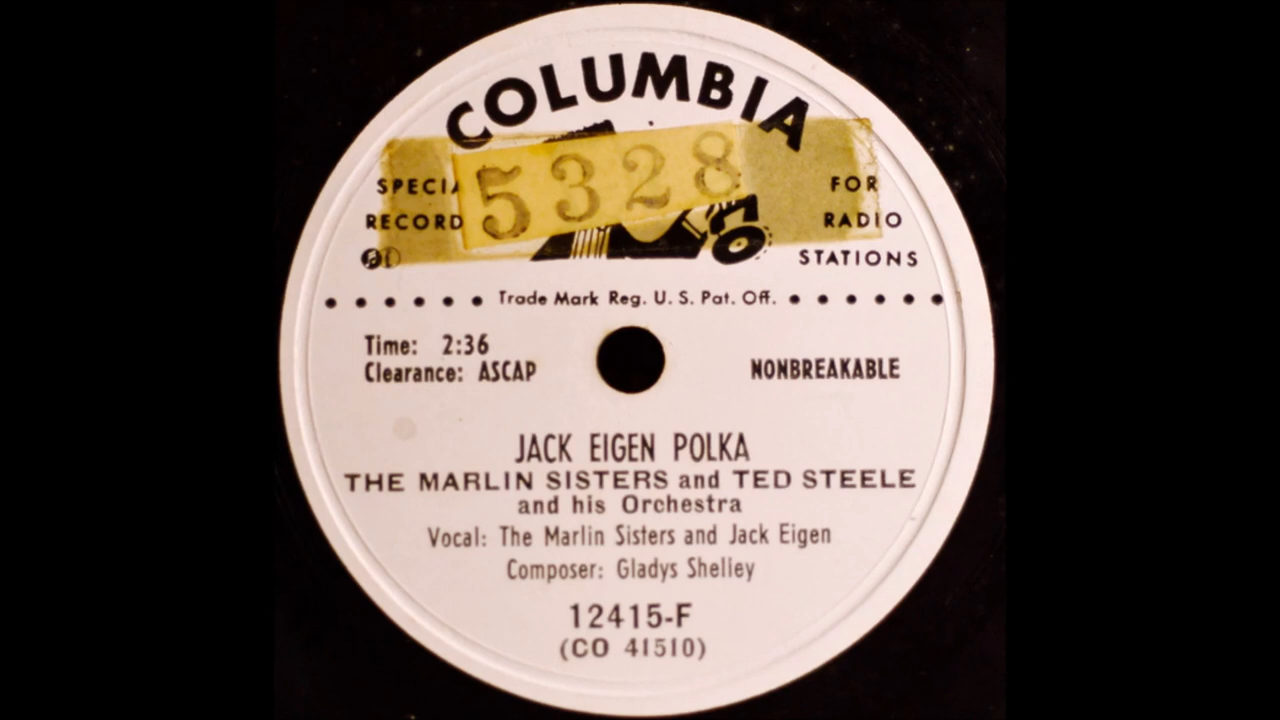 COLUMBIA
5328
RECORD
FOR
RADIO
STATIONS
Trade Mark Reg. U. S. Pat. Off.
Time: 2:36
Clearance: ASCAP
NONBREAKABLE
JACK EIGEN POLKA
THE MARLIN SISTERS and TED STEELE
and his Orchestra
Vocal: The Marlin Sisters and Jack Eigen
Composer: Gladys Shelley
12415-F
(CO 41510)